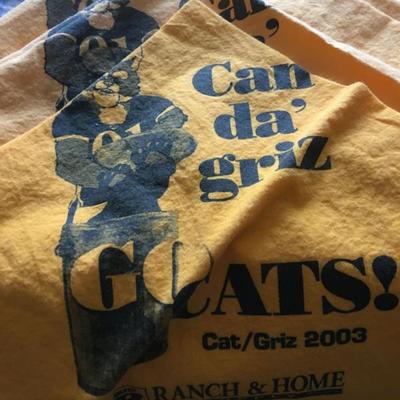 Can
da'
griz
GO CATS!
Cat/Griz 2003
RANCH & HOME